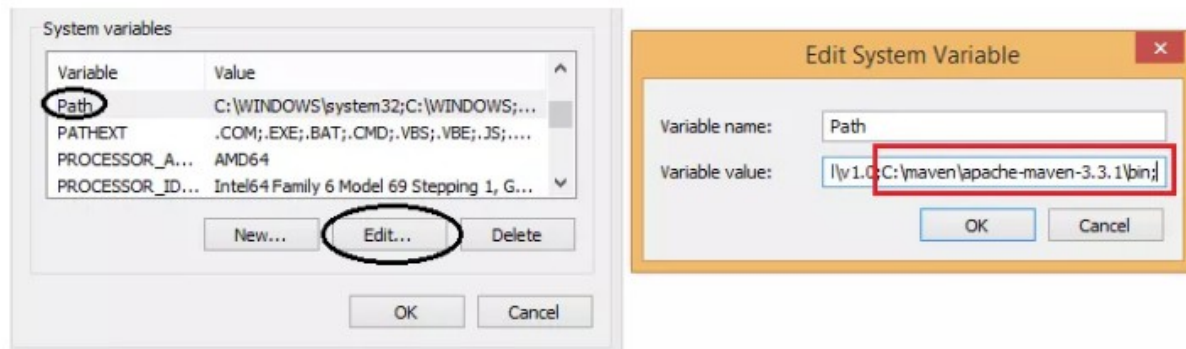 System variables
Variable Value
Path C:\WINDOWS\system32;C:\WINDOWS;...
PATHEXT .COM;.EXE;.BAT;.CMD;.VBS;.VBE;.JS;....
PROCESSOR_A... AMD64
PROCESSOR_ID... Intel64 Family 6 Model 69 Stepping 1, G...
New... Edit... Delete
OK Cancel
Edit System Variable
Variable name: Path
Variable value: l\v1.0;C:\maven\apache-maven-3.3.1\bin;
OK Cancel